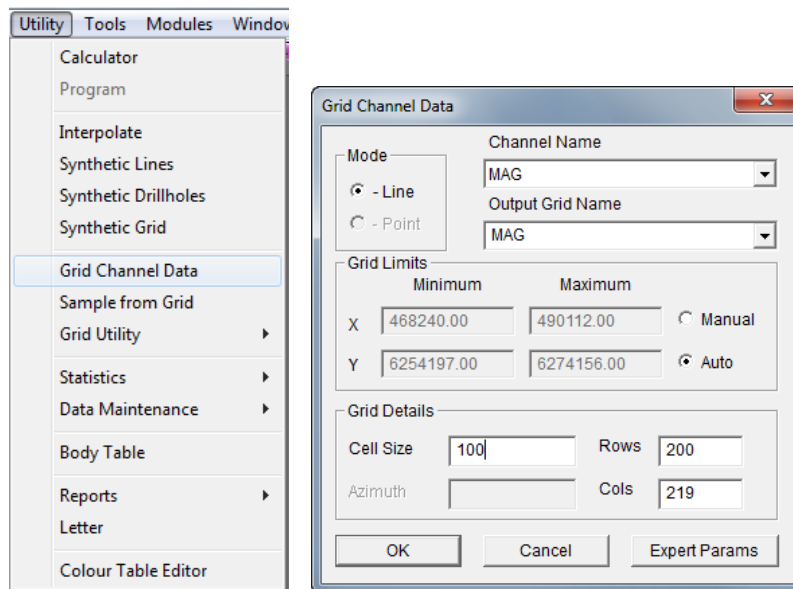 Utility Tools Modules
Calculator
Program
Interpolate
Synthetic Lines
Synthetic Drillholes
Synthetic Grid
Grid Channel Data
Sample from Grid
Grid Utility
Statistics
Data Maintenance
Body Table
Reports
Letter
Colour Table Editor
Grid Channel Data
Mode
- Line
- Point
Channel Name
MAG
Output Grid Name
MAG
Grid Limits
Minimum Maximum
X 468240.00 490112.00 Manual
Y 6254197.00 6274156.00 Auto
Grid Details
Cell Size 100 Rows 200
Azimuth Cols 219
OK Cancel Expert Params